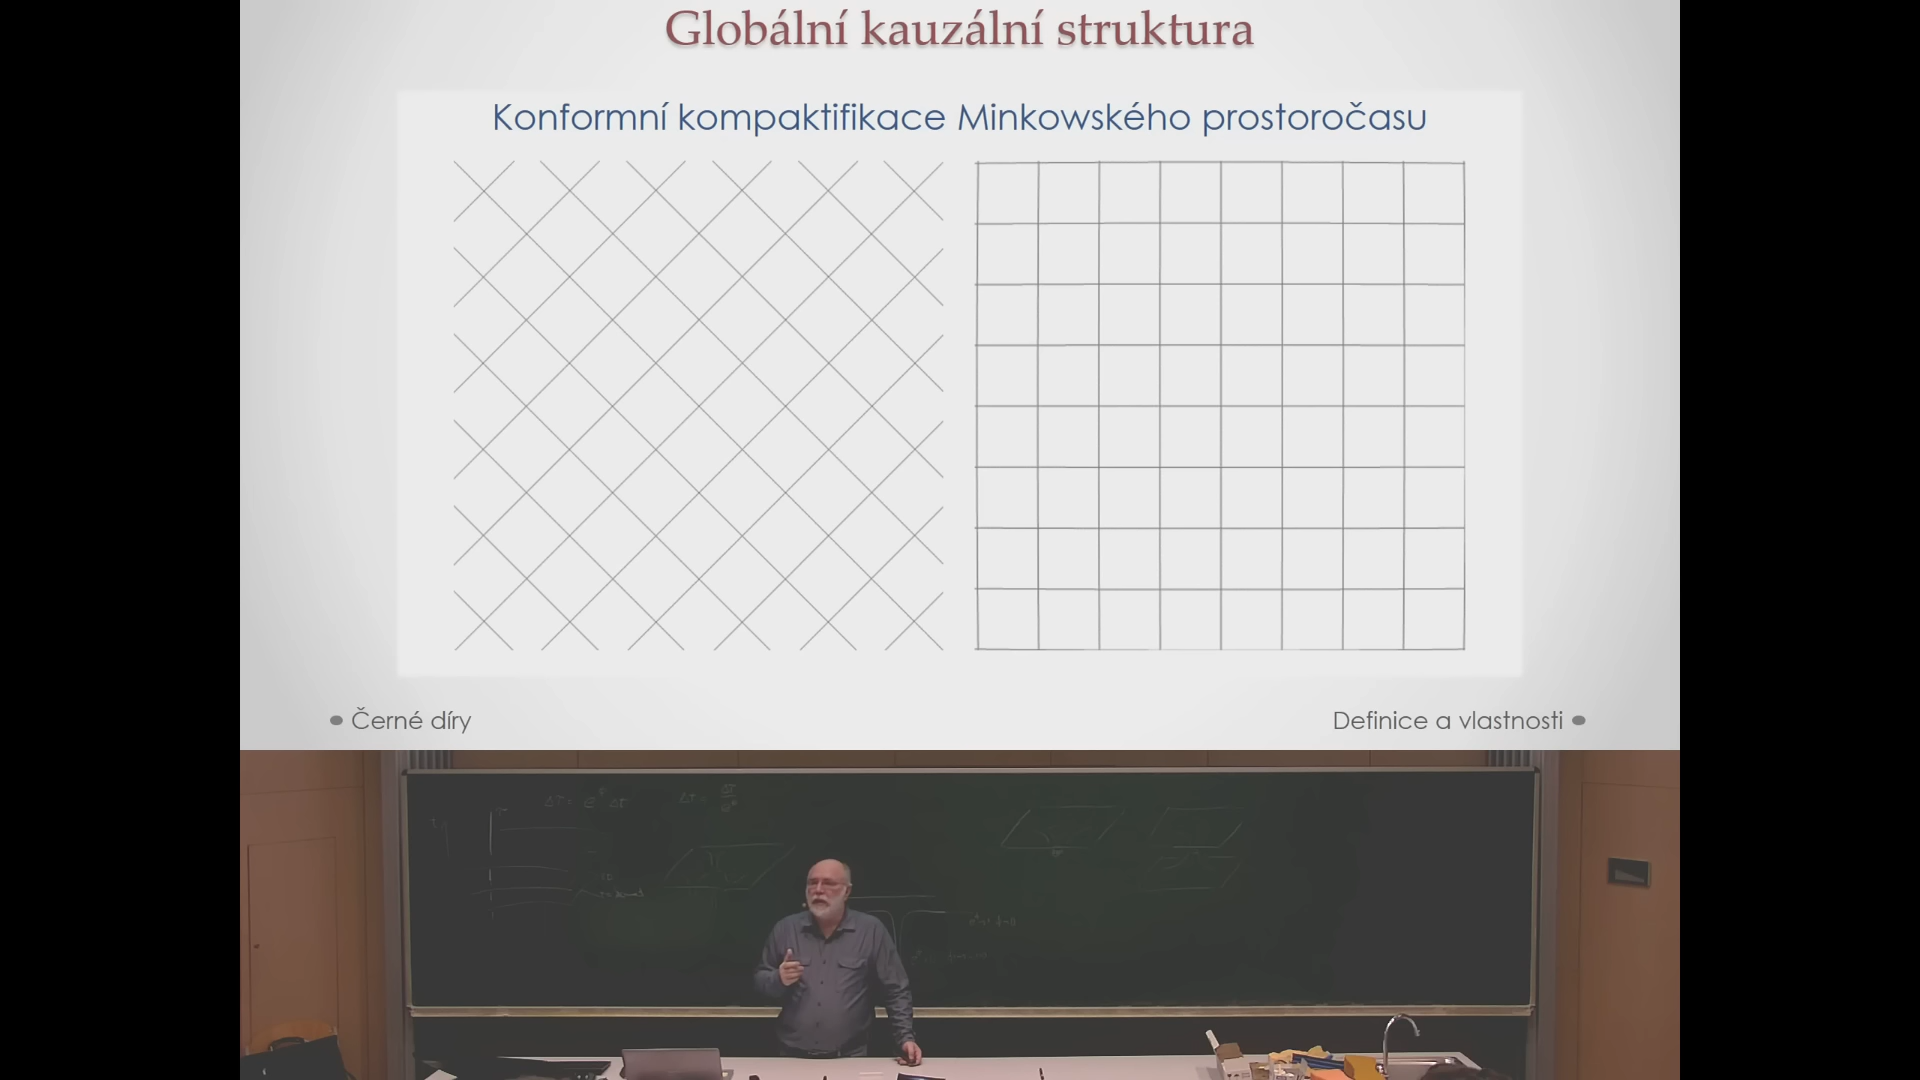 Globální kauzální struktura
Konformní kompaktifikace Minkowského prostoročasu
Černé díry
Definice a vlastnosti